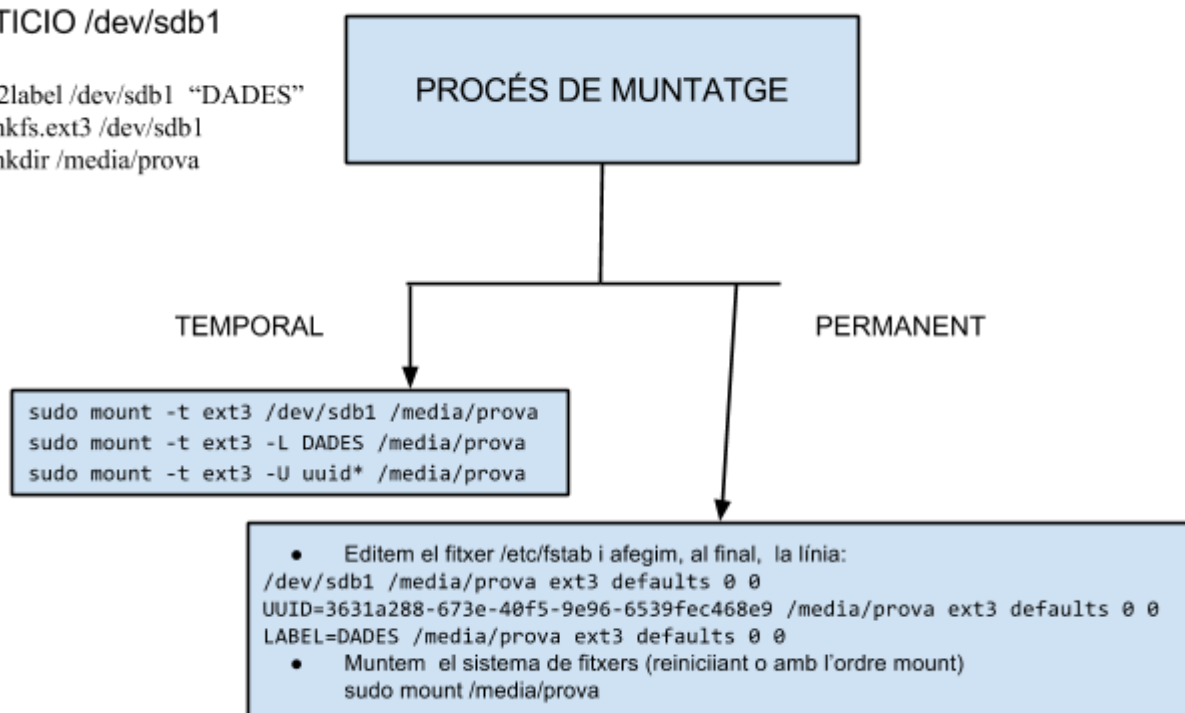 TICIO /dev/sdb1
2label /dev/sdb1 “DADES”
nkfs.ext3 /dev/sdb1
nkdir /media/prova
PROCÉS DE MUNTATGE
TEMPORAL
PERMANENT
sudo mount -t ext3 /dev/sdb1 /media/prova
sudo mount -t ext3 -L DADES /media/prova
sudo mount -t ext3 -U uuid* /media/prova
● Editem el fitxer /etc/fstab i afegim, al final, la línia:
/dev/sdb1 /media/prova ext3 defaults 0 0
UUID=3631a288-673e-40f5-9e96-6539fec468e9 /media/prova ext3 defaults 0 0
LABEL=DADES /media/prova ext3 defaults 0 0
● Muntem el sistema de fitxers (reiniciiant o amb l’ordre mount)
sudo mount /media/prova